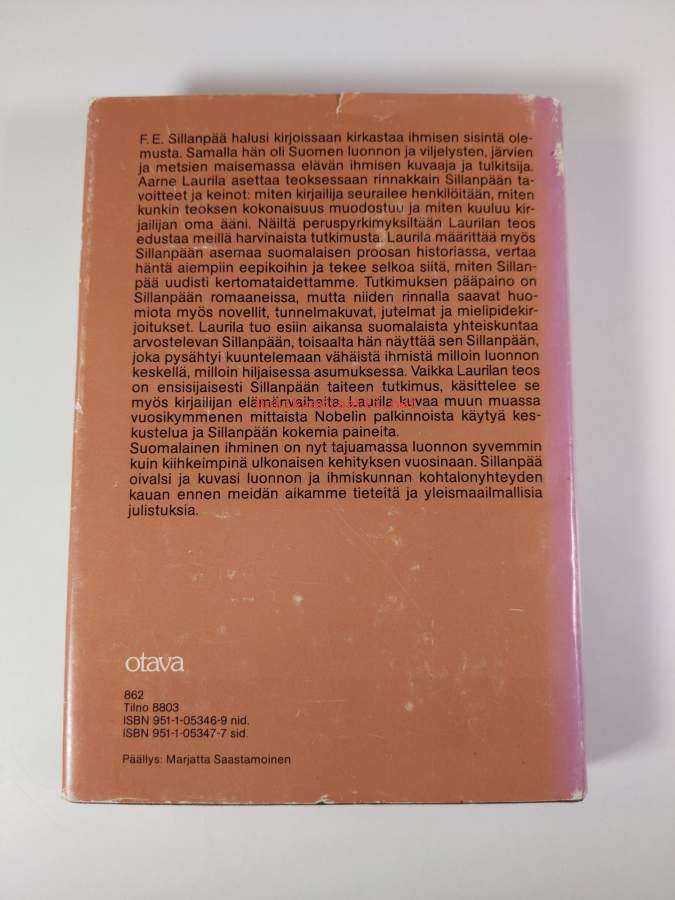 F. E. Sillanpää halusi kirjoissaan kirkastaa ihmisen sisintä ole-
musta. Samalla hän oli Suomen luonnon ja viljelysten, järvien
ja metsien maisemassa elävän ihmisen kuvaaja ja tulkitsija.
Aarne Laurila asettaa teoksessaan rinnakkain Sillanpään ta-
voitteet ja keinot: miten kirjailija seurailee henkilöitään, miten
kunkin teoksen kokonaisuus muodostuu ja miten kuuluu kir-
jailijan oma ääni. Näiltä peruspyrkimyksiltään Laurilan teos
edustaa meillä harvinaista tutkimusta. Laurila määrittää myös
Sillanpään asemaa suomalaisen proosan historiassa, vertaa
häntä aiempiin eepikoihin ja tekee selkoa siitä, miten Sillan-
pää uudisti kertomataidettamme. Tutkimuksen pääpaino on
Sillanpään romaaneissa, mutta niiden rinnalla saavat huo-
miota myös novellit, tunnelmakuvat, jutelmat ja mielipidekir-
joitukset. Laurila tuo esiin aikansa suomalaista yhteiskuntaa
arvostelevan Sillanpään, toisaalta hän näyttää sen Sillanpään,
joka pysähtyi kuuntelemaan vähäistä ihmistä milloin luonnon
keskellä, milloin hiljaisessa asumuksessa. Vaikka Laurilan teos
on ensisijaisesti Sillanpään taiteen tutkimus, käsittelee se
myös kirjailijan elämänvaiheita. Laurila kuvaa muun muassa
vuosikymmenen mittaista Nobelin palkinnoista käytyä kes-
kustelua ja Sillanpään kokemia paineita.
Suomalainen ihminen on nyt tajuamassa luonnon syvemmin
kuin kiihkeimpinä ulkonaisen kehityksen vuosinaan. Sillanpää
oivalsi ja kuvasi luonnon ja ihmiskunnan kohtalonyhteyden
kauan ennen meidän aikamme tieteitä ja yleismaailmallisia
julistuksia.
otava
862
Tilno 8803
ISBN 951-1-05346-9 nid.
ISBN 951-1-05347-7 sid.
Päällys: Marjatta Saastamoinen